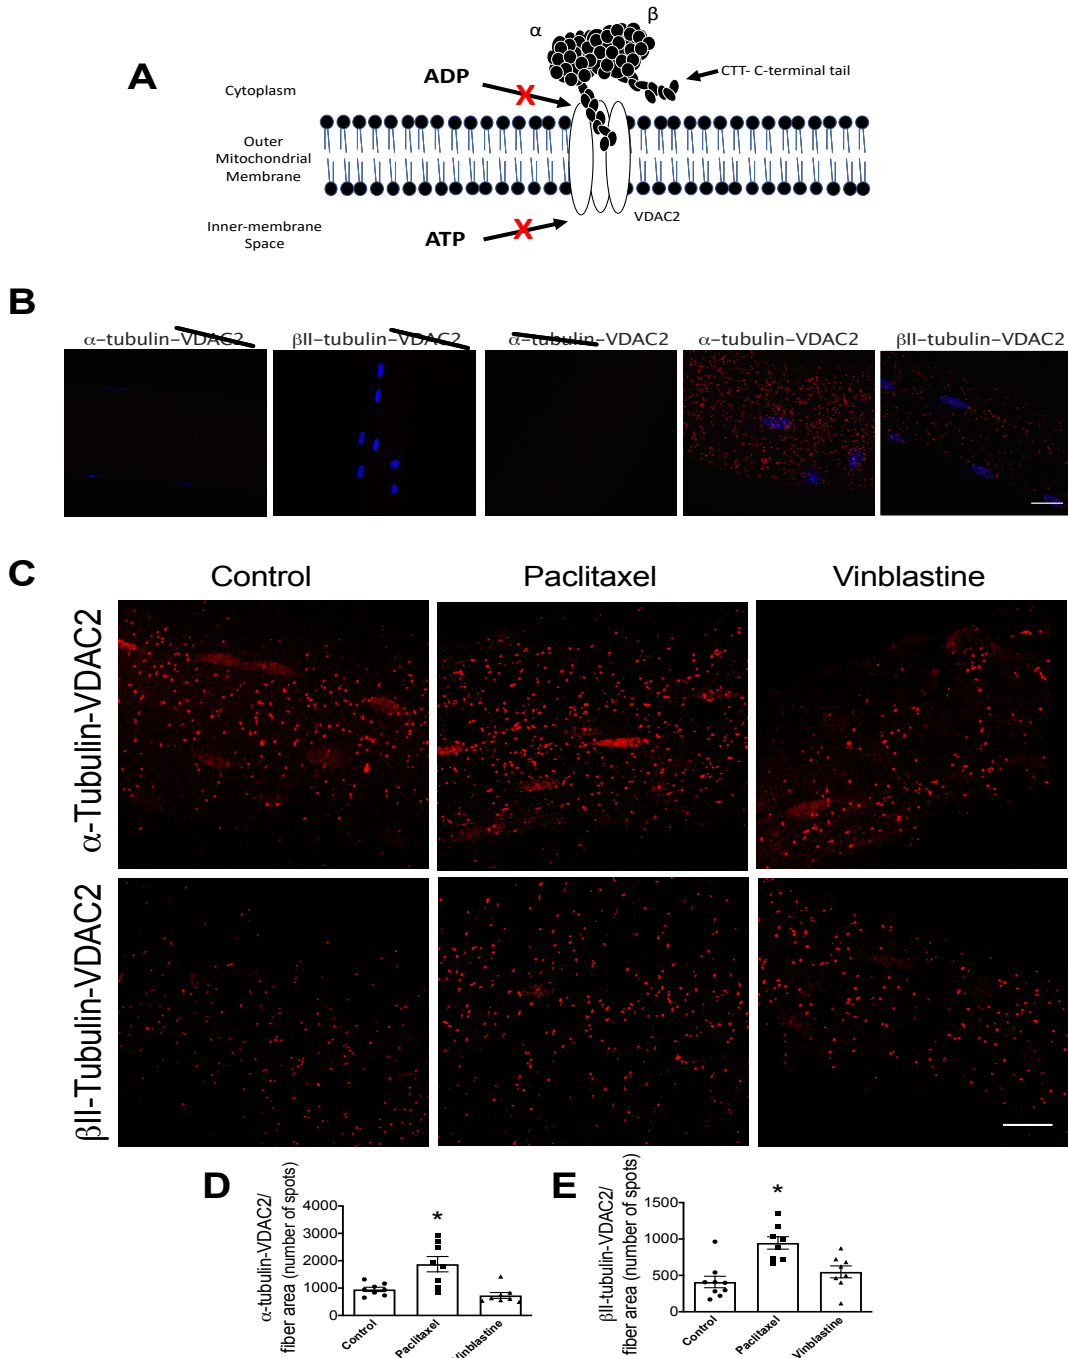 A
α
β
ADP
CTT- C-terminal tail
Cytoplasm
Outer
Mitochondrial
Membrane
VDAC2
Inner-membrane
Space
ATP
B
α-tubulin-VDAC2
βII-tubulin-VDAC2
α-tubulin-VDAC2
α-tubulin-VDAC2
βII-tubulin-VDAC2
C
Control
Paclitaxel
Vinblastine
α-Tubulin-VDAC2
βII-Tubulin-VDAC2
D
α-tubulin-VDAC2/
fiber area (number of spots)
4000
3000
2000
1000
0
*
Control
Paclitaxel
Vinblastine
E
βII-tubulin-VDAC2/
fiber area (number of spots)
1500
1000
500
0
*
Control
Paclitaxel
Vinblastine